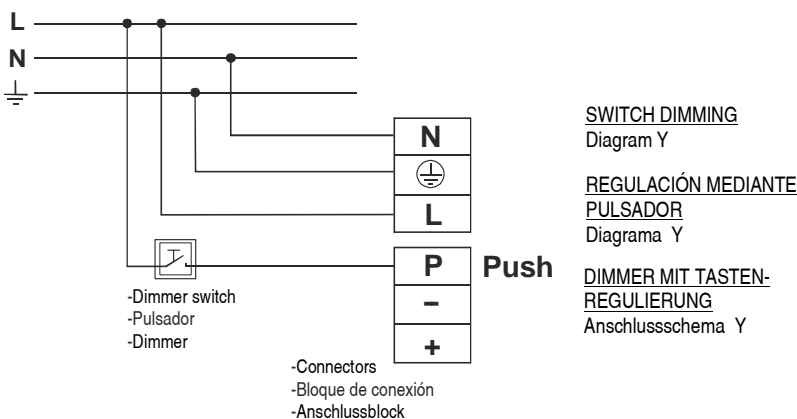 L
N
N
L
P Push
–
+
-Dimmer switch
-Pulsador
-Dimmer
-Connectors
-Bloque de conexión
-Anschlussblock
SWITCH DIMMING
Diagram Y
REGULACIÓN MEDIANTE
PULSADOR
Diagrama Y
DIMMER MIT TASTEN-
REGULIERUNG
Anschlussschema Y